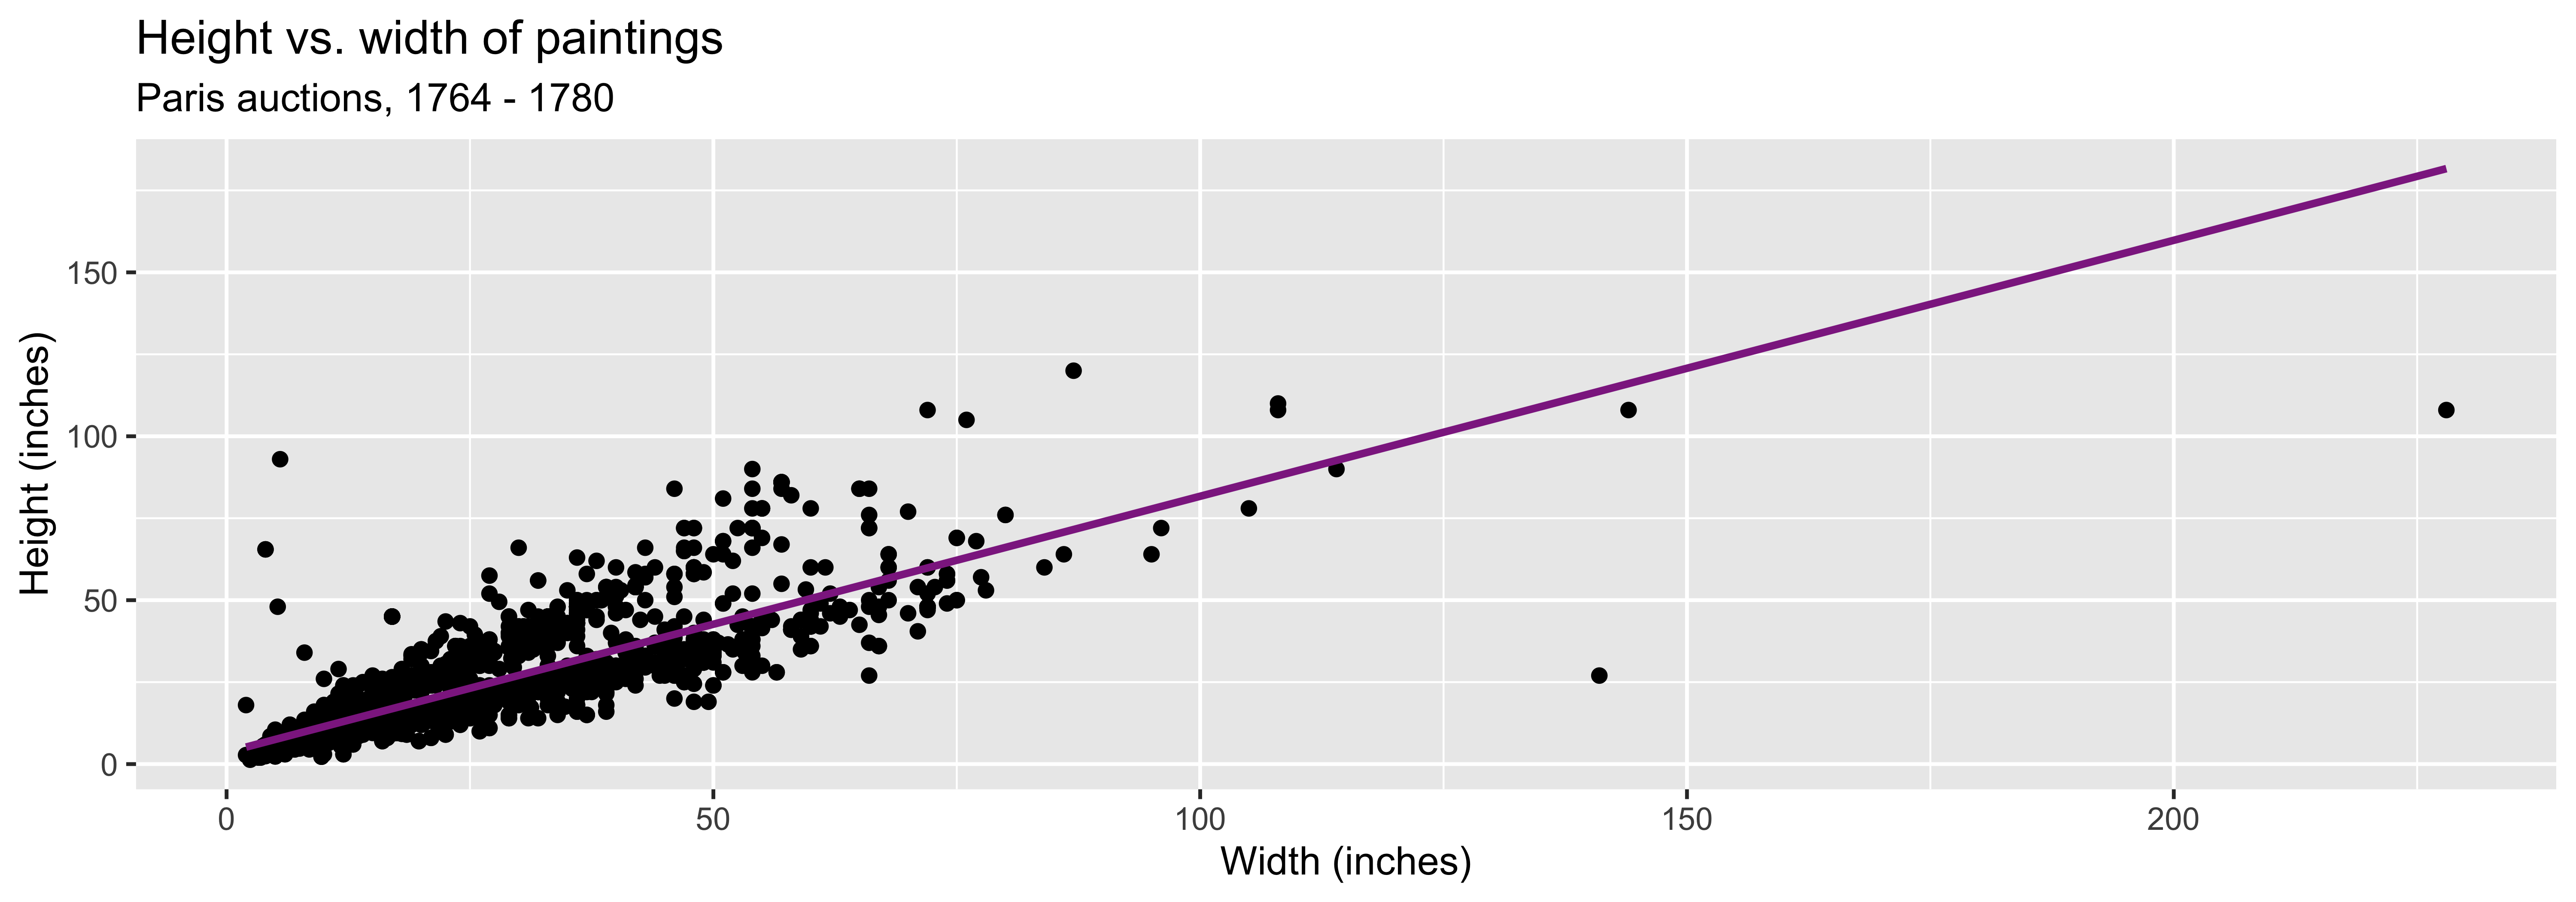 Height vs. width of paintings
Paris auctions, 1764 - 1780
150
100
50
0
Height (inches)
0 50 100 150 200
Width (inches)